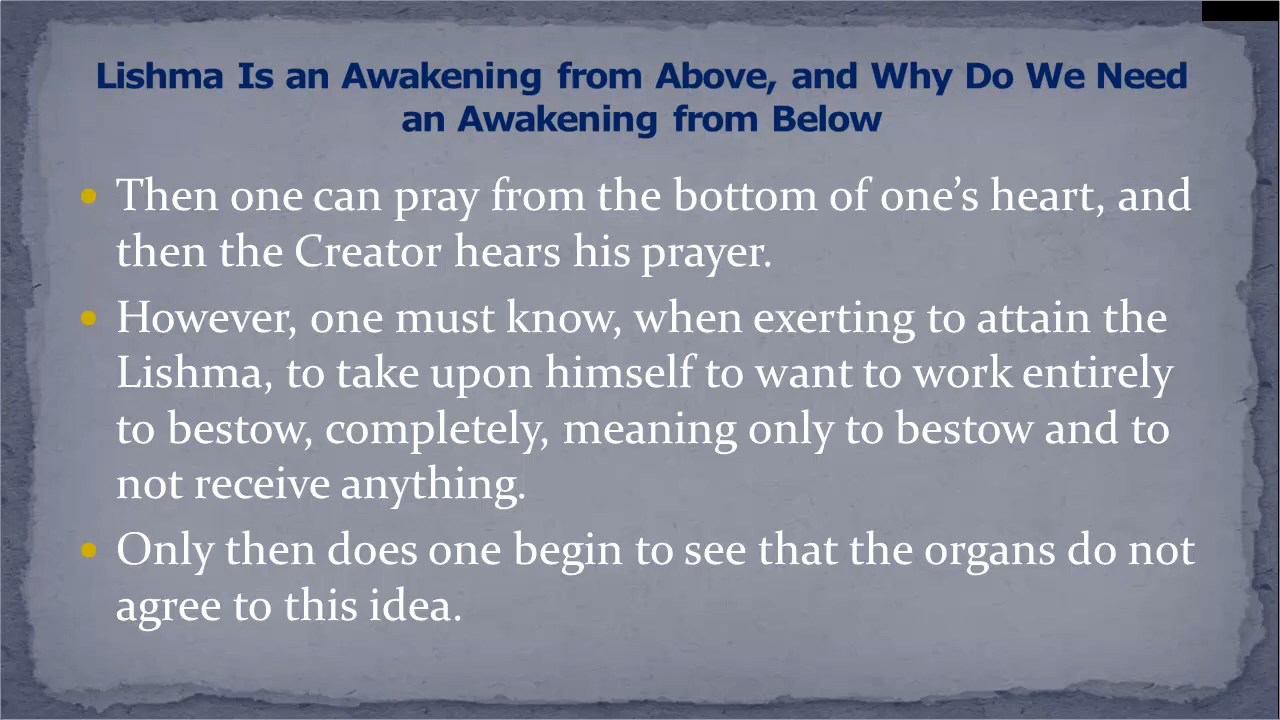 Lishma Is an Awakening from Above, and Why Do We Need
an Awakening from Below
• Then one can pray from the bottom of one’s heart, and
then the Creator hears his prayer.
• However, one must know, when exerting to attain the
Lishma, to take upon himself to want to work entirely
to bestow, completely, meaning only to bestow and to
not receive anything.
• Only then does one begin to see that the organs do not
agree to this idea.